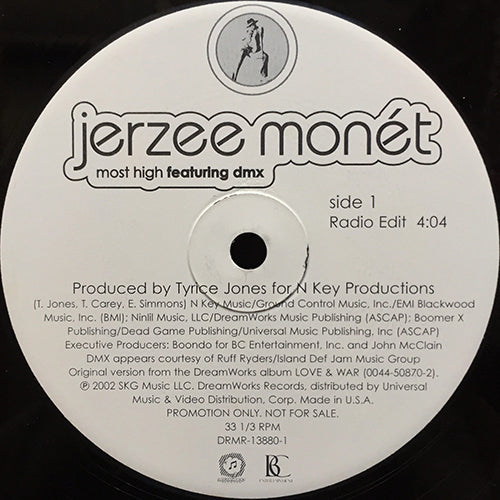 jerzee monét
most high featuring dmx
side 1
Radio Edit 4:04
Produced by Tyrice Jones for N Key Productions
(T. Jones, T. Carey, E. Simmons) N Key Music/Ground Control Music, Inc./EMI Blackwood
Music, Inc. (BMI); Ninlil Music, LLC/DreamWorks Music Publishing (ASCAP); Boomer X
Publishing/Dead Game Publishing/Universal Music Publishing, Inc (ASCAP)
Executive Producers: Boondo for BC Entertainment, Inc. and John McClain
DMX appears courtesy of Ruff Ryders/Island Def Jam Music Group
Original version from the DreamWorks album LOVE & WAR (0044-50870-2).
℗ 2002 SKG Music LLC. DreamWorks Records, distributed by Universal
Music & Video Distribution, Corp. Made in U.S.A.
PROMOTION ONLY. NOT FOR SALE.
33 1/3 RPM
DRMR-13880-1
BC
ENTERTAINMENT